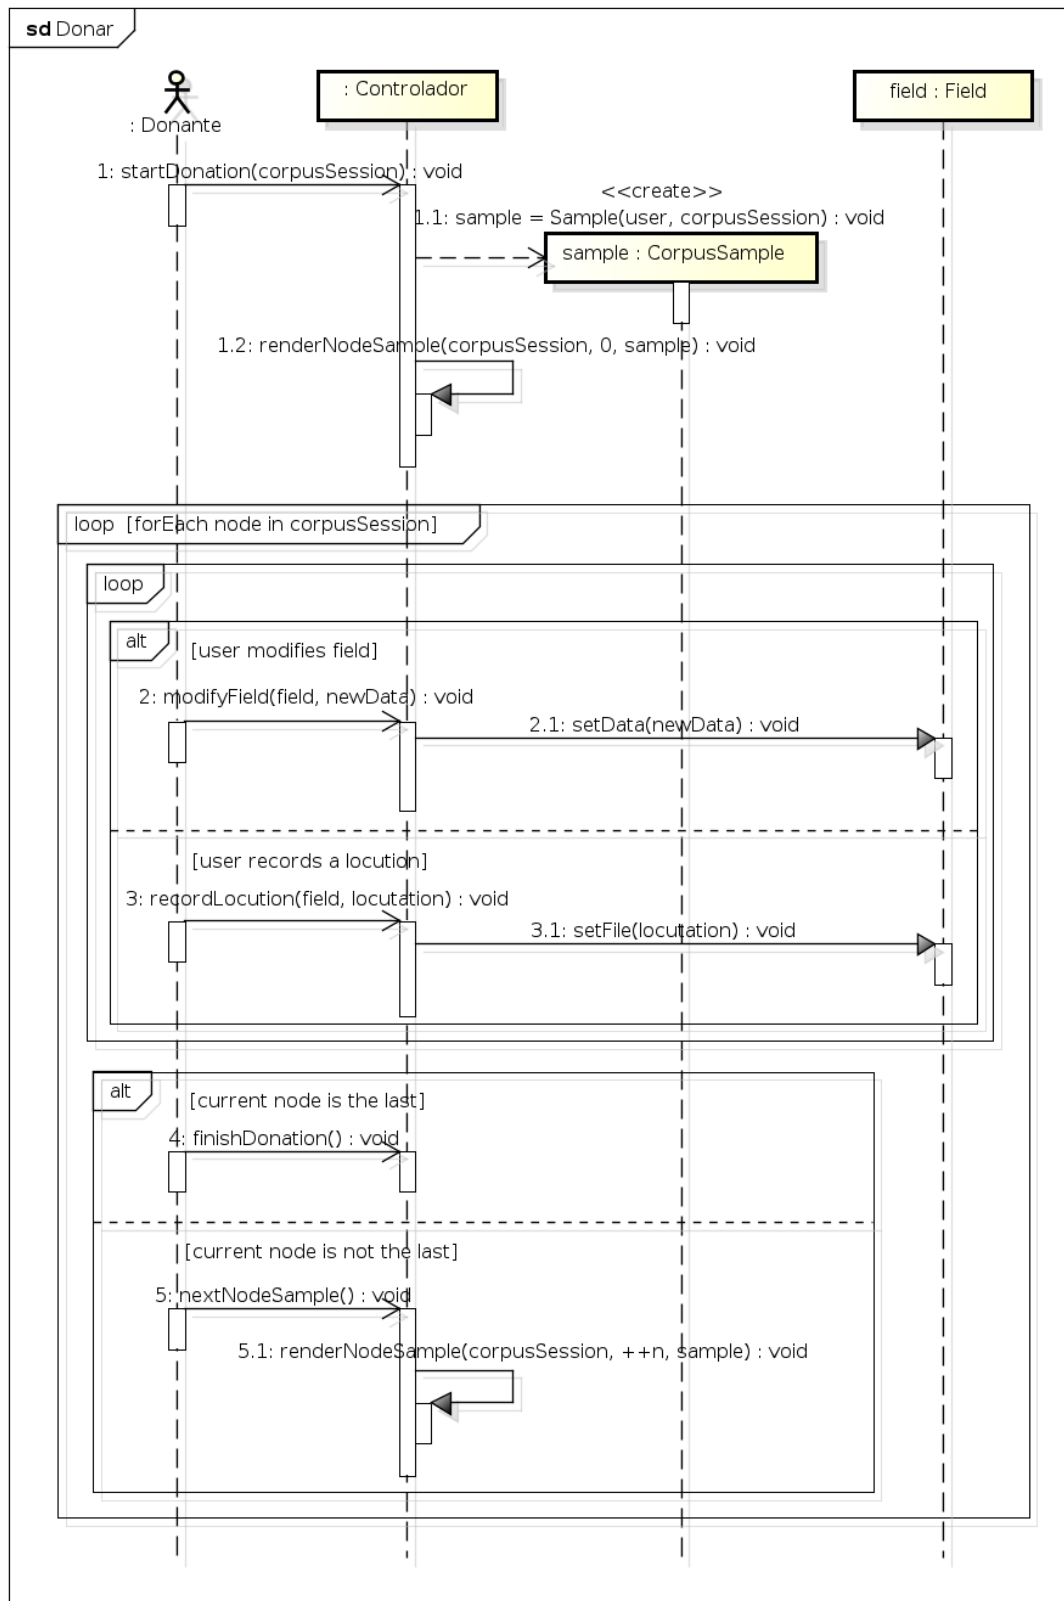 sd Donar
: Donante
: Controlador
field : Field
1: startDonation(corpusSession) : void
<<create>>
1.1: sample = Sample(user, corpusSession) : void
sample : CorpusSample
1.2: renderNodeSample(corpusSession, 0, sample) : void
loop [forEach node in corpusSession]
loop
alt
[user modifies field]
2: modifyField(field, newData) : void
2.1: setData(newData) : void
[user records a locution]
3: recordLocution(field, locutation) : void
3.1: setFile(locutation) : void
alt
[current node is the last]
4: finishDonation() : void
[current node is not the last]
5: nextNodeSample() : void
5.1: renderNodeSample(corpusSession, ++n, sample) : void